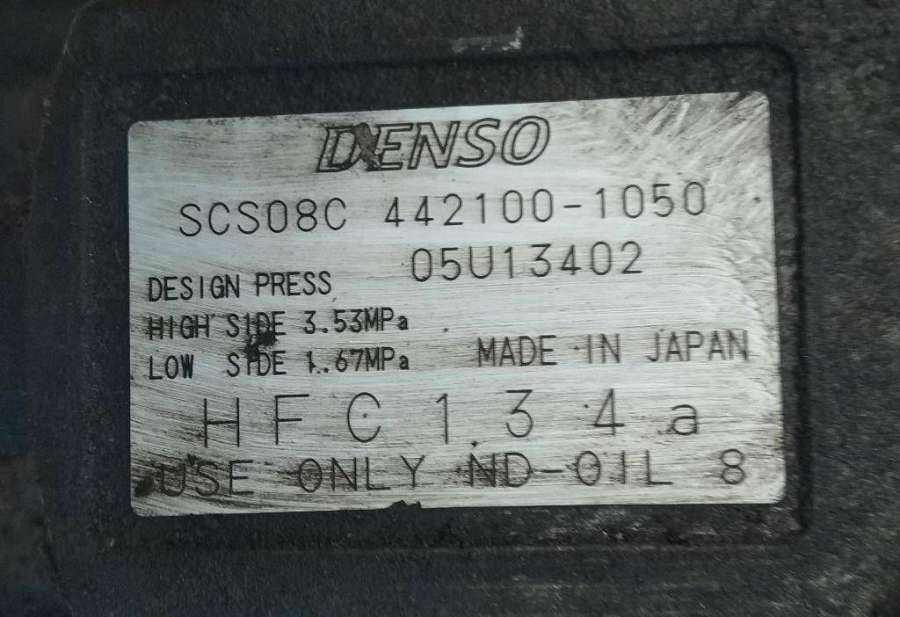 DENSO
SCS08C 442100-1050
05U13402
DESIGN PRESS
HIGH SIDE 3.53MPa
LOW SIDE 1.67MPa
MADE IN JAPAN
HFC134a
USE ONLY ND-OIL 8